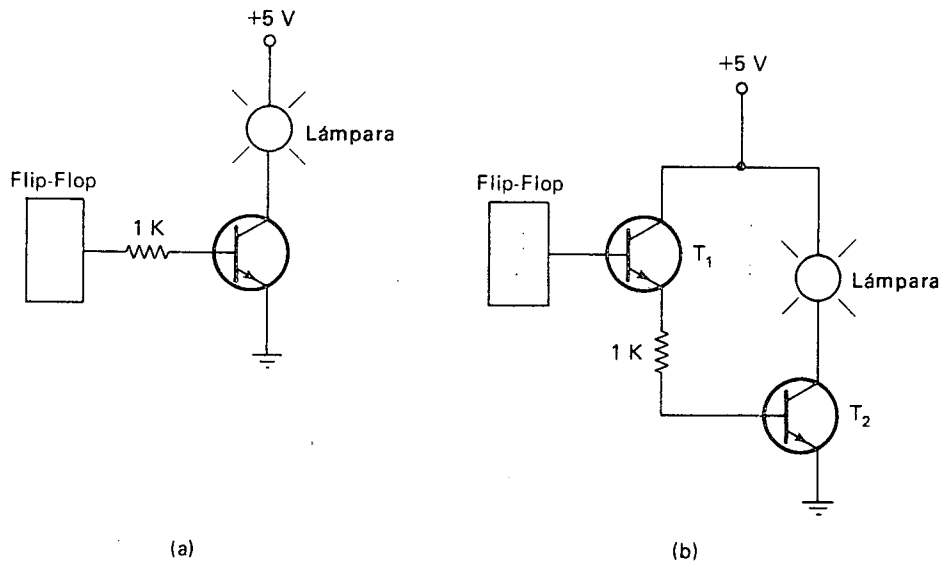 +5 V
Lámpara
Flip-Flop
1 K
(a)
+5 V
Flip-Flop
T₁
Lámpara
1 K
T₂
(b)